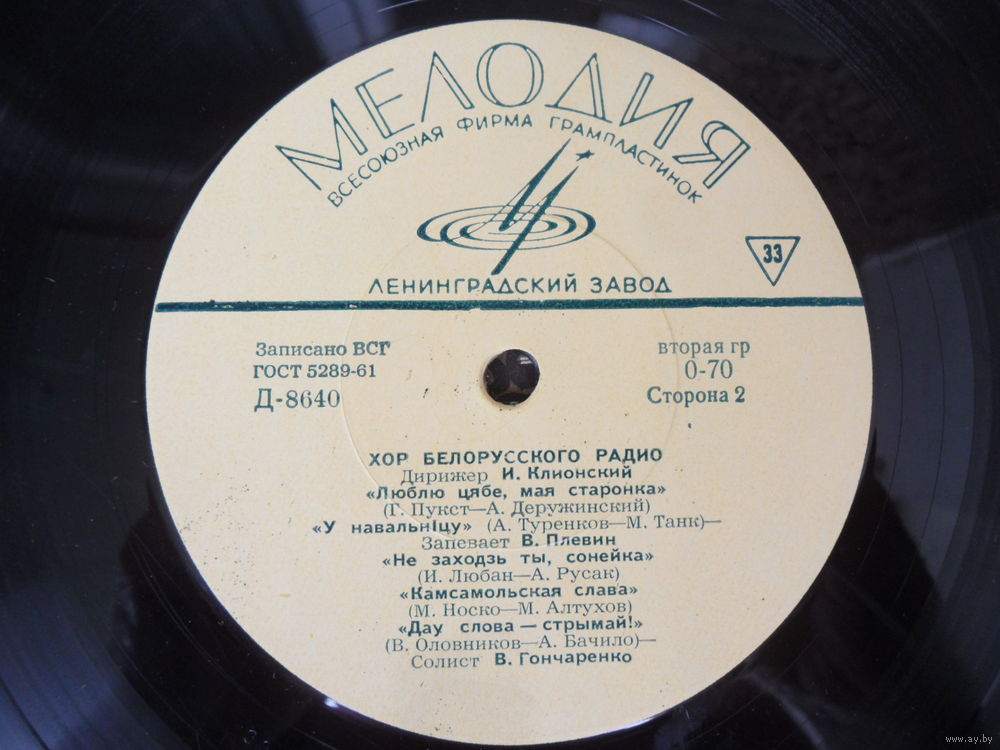 МЕЛОДИЯ
ВСЕСОЮЗНАЯ ФИРМА ГРАМПЛАСТИНОК
33
ЛЕНИНГРАДСКИЙ ЗАВОД
Записано ВСГ
ГОСТ 5289-61
Д-8640
вторая гр
0-70
Сторона 2
ХОР БЕЛОРУССКОГО РАДИО
Дирижер И. Клионский
«Люблю цябе, мая старонка»
(Г. Пукст—А. Деружинский)
«У навальнІцу» (А. Туренков—М. Танк)—
Запевает В. Плевин
«Не заходзь ты, сонейка»
(И. Любан—А. Русак)
«Камсамольская слава»
(М. Носко—М. Алтухов)
«Дау слова — стрымай!»
(В. Оловников—А. Бачило)—
Солист В. Гончаренко
www.ay.by